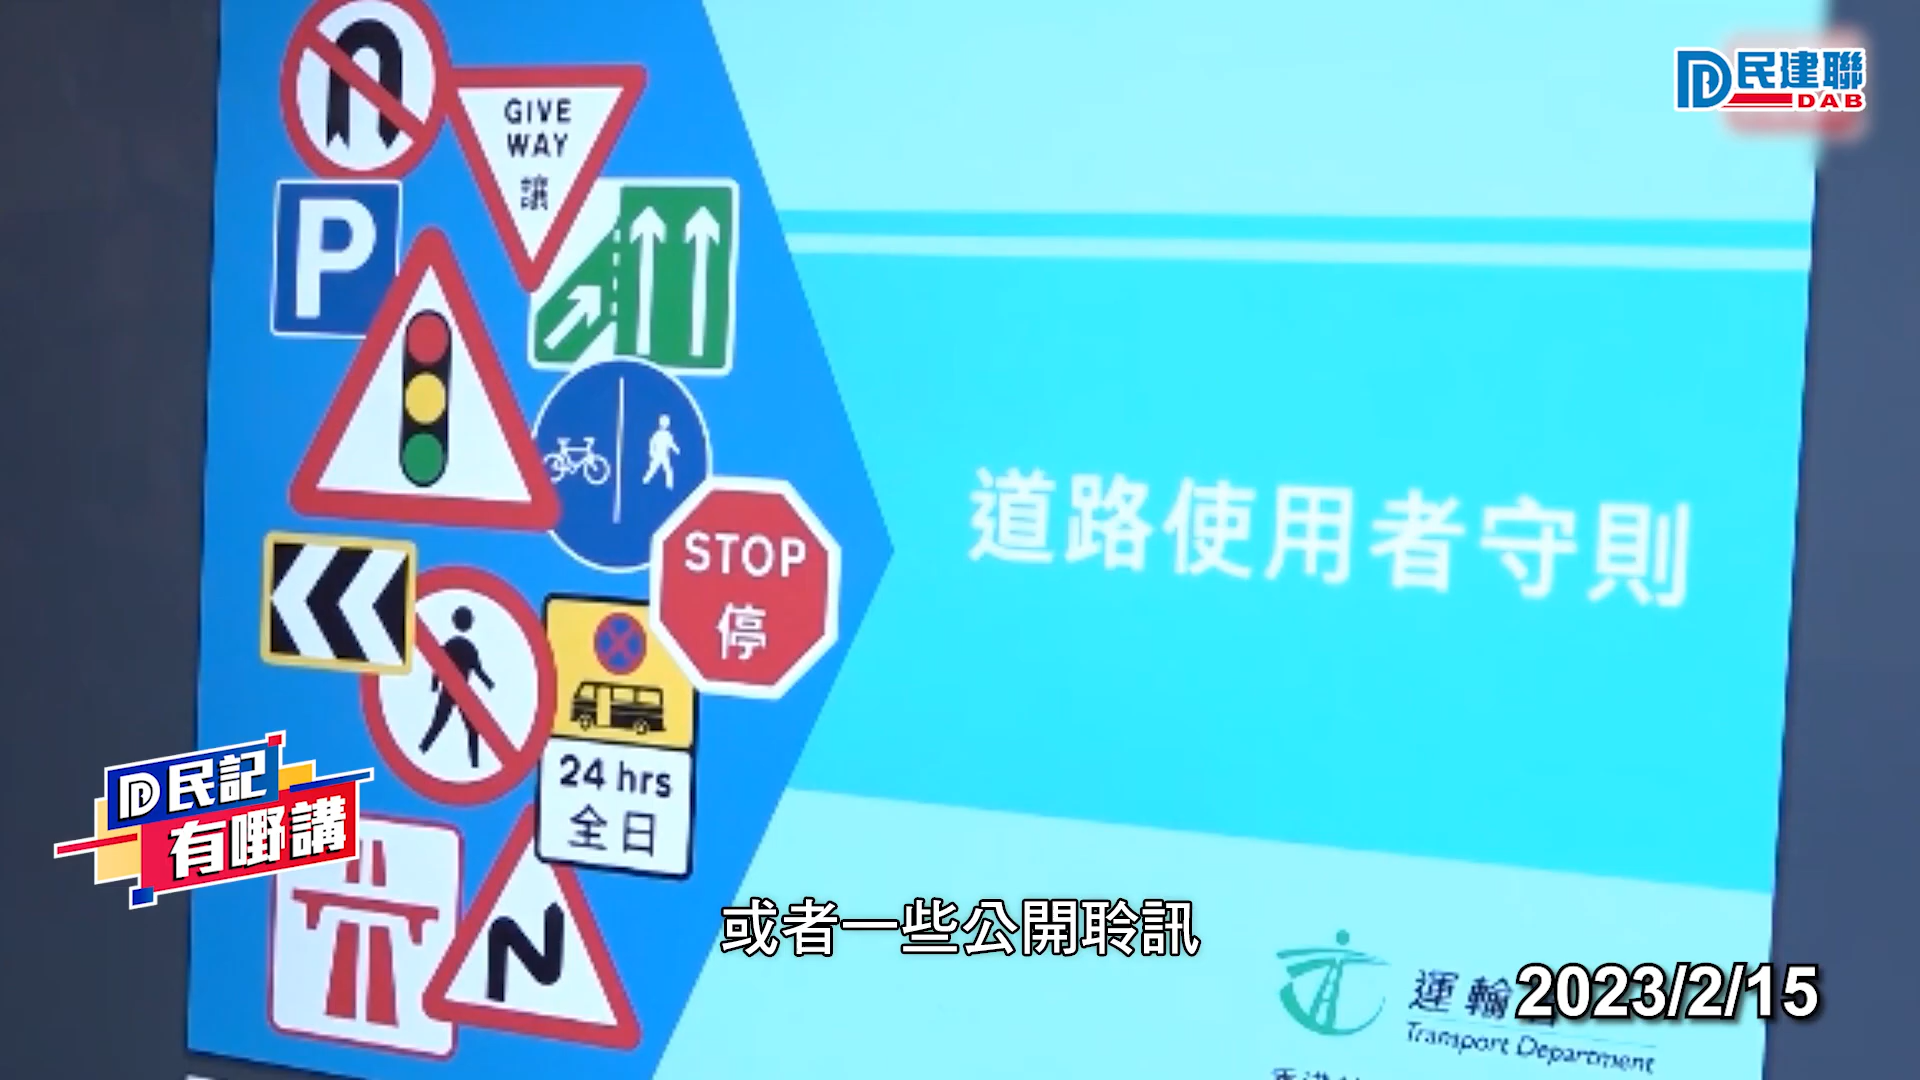 民建聯
DAB
GIVE
WAY
讓
P
STOP
停
道路使用者守則
24 hrs
全日
民記
有嘢講
或者一些公開聆訊
運輸
2023/2/15
Transport Department